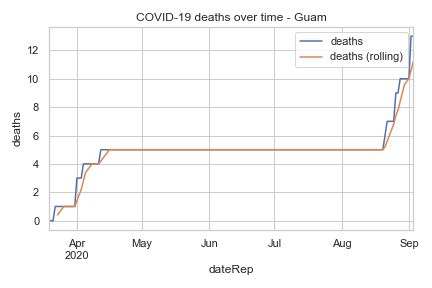 COVID-19 deaths over time - Guam
deaths
deaths (rolling)
deaths
12
10
8
6
4
2
0
Apr
2020
May
Jun
Jul
Aug
Sep
dateRep